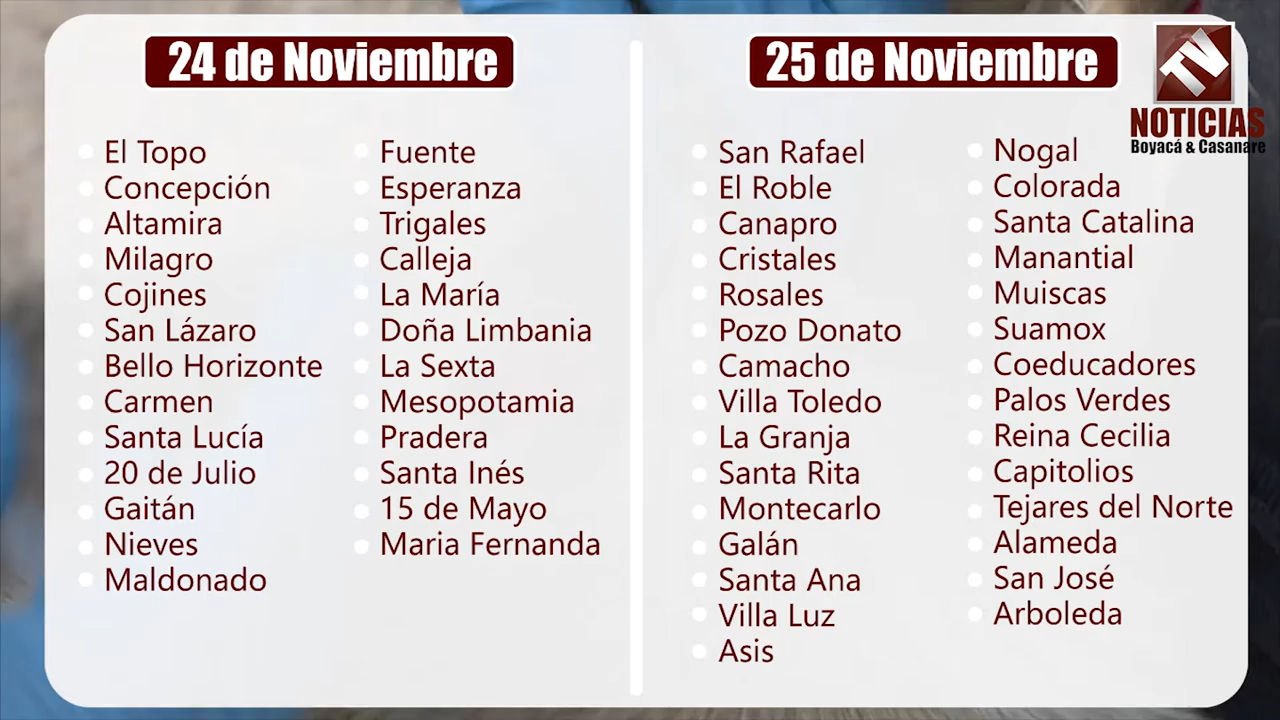 24 de Noviembre
El Topo
Concepción
Altamira
Milagro
Cojines
San Lázaro
Bello Horizonte
Carmen
Santa Lucía
20 de Julio
Gaitán
Nieves
Maldonado
Fuente
Esperanza
Trigales
Calleja
La María
Doña Limbania
La Sexta
Mesopotamia
Pradera
Santa Inés
15 de Mayo
Maria Fernanda
25 de Noviembre
San Rafael
El Roble
Canapro
Cristales
Rosales
Pozo Donato
Camacho
Villa Toledo
La Granja
Santa Rita
Montecarlo
Galán
Santa Ana
Villa Luz
Asis
Nogal
Colorada
Santa Catalina
Manantial
Muiscas
Suamox
Coeducadores
Palos Verdes
Reina Cecilia
Capitolios
Tejares del Norte
Alameda
San José
Arboleda
NOTICIAS
Boyacá & Casanare